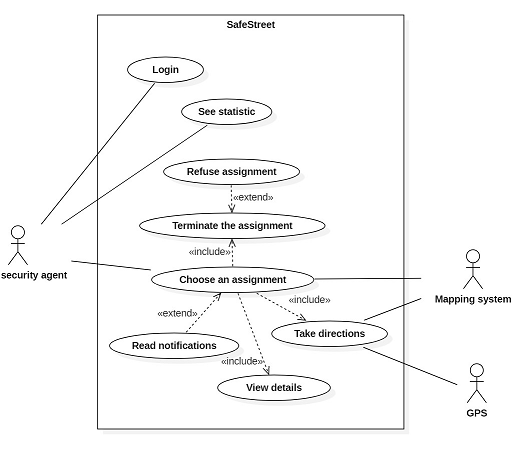 SafeStreet
Login
See statistic
Refuse assignment
«extend»
Terminate the assignment
«include»
security agent
Choose an assignment
Mapping system
«include»
«extend»
Take directions
Read notifications
«include»
View details
GPS